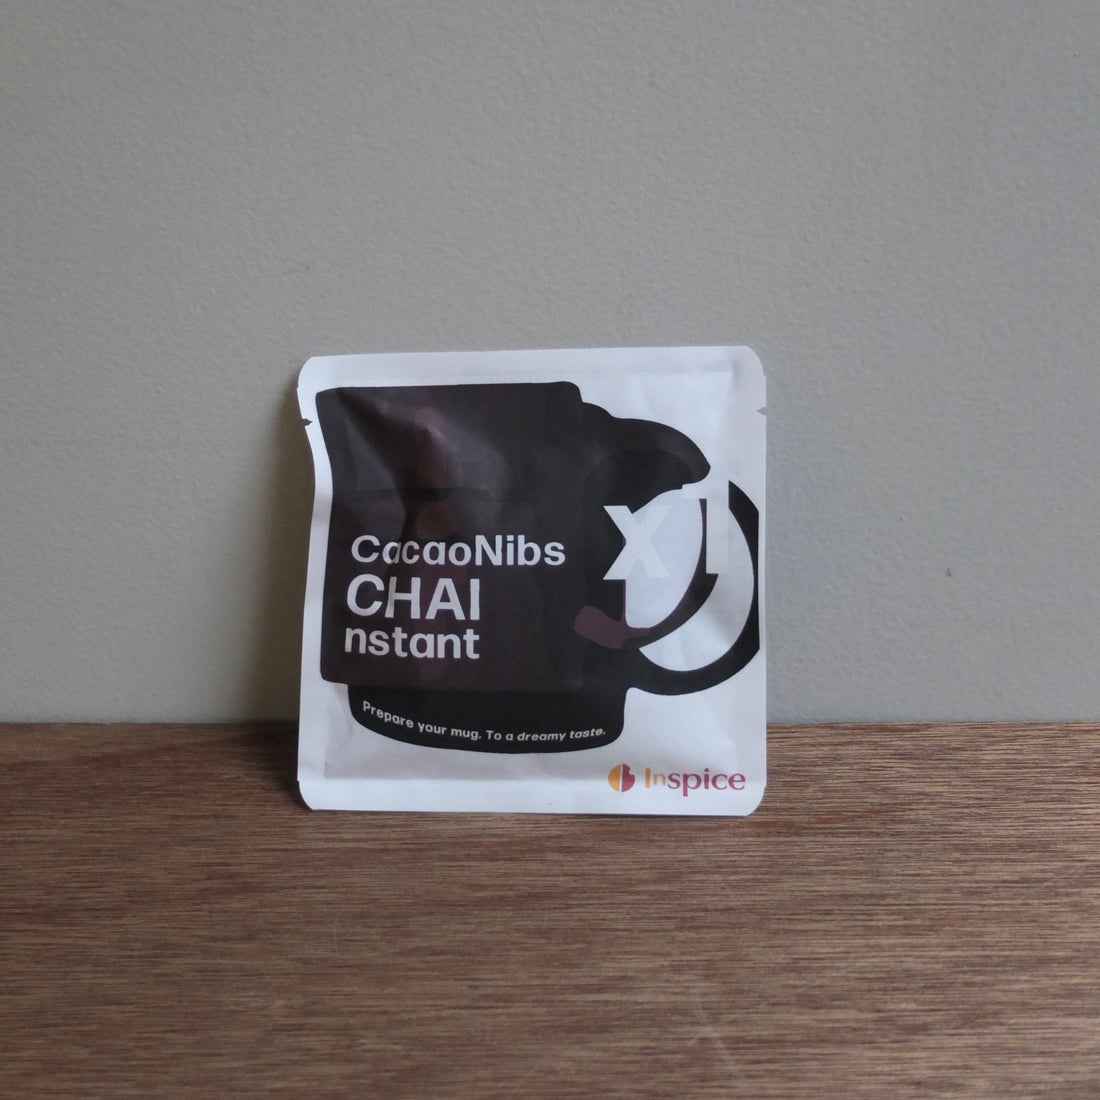 CacaoNibs
CHAI
nstant
Prepare your mug. To a dreamy taste.
Inspice